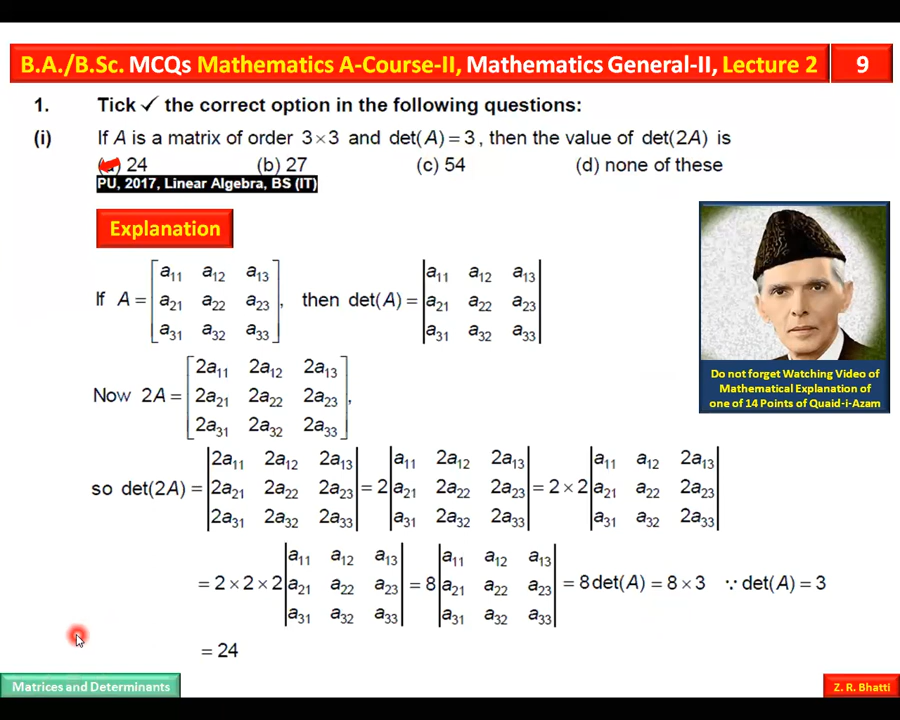 B.A./B.Sc. MCQs Mathematics A-Course-II, Mathematics General-II, Lecture 2 9
1. Tick ✓ the correct option in the following questions:
(i) If A is a matrix of order 3×3 and det(A) = 3, then the value of det(2A) is
(a) 24 (b) 27 (c) 54 (d) none of these
PU, 2017, Linear Algebra, BS (IT)
Explanation
a₁₁ a₁₂ a₁₃ a₁₁ a₁₂ a₁₃
If A = a₂₁ a₂₂ a₂₃ , then det(A) = a₂₁ a₂₂ a₂₃
a₃₁ a₃₂ a₃₃ a₃₁ a₃₂ a₃₃
Do not forget Watching Video of
Mathematical Explanation of
one of 14 Points of Quaid-i-Azam
2a₁₁ 2a₁₂ 2a₁₃
Now 2A = 2a₂₁ 2a₂₂ 2a₂₃ ,
2a₃₁ 2a₃₂ 2a₃₃
2a₁₁ 2a₁₂ 2a₁₃ a₁₁ 2a₁₂ 2a₁₃ a₁₁ a₁₂ 2a₁₃
so det(2A) = 2a₂₁ 2a₂₂ 2a₂₃ = 2 a₂₁ 2a₂₂ 2a₂₃ = 2 × 2 a₂₁ a₂₂ 2a₂₃
2a₃₁ 2a₃₂ 2a₃₃ a₃₁ 2a₃₂ 2a₃₃ a₃₁ a₃₂ 2a₃₃
a₁₁ a₁₂ a₁₃ a₁₁ a₁₂ a₁₃
= 2 × 2 × 2 a₂₁ a₂₂ a₂₃ = 8 a₂₁ a₂₂ a₂₃ = 8 det(A) = 8 × 3 ∵ det(A) = 3
a₃₁ a₃₂ a₃₃ a₃₁ a₃₂ a₃₃
= 24
Matrices and Determinants
Z. R. Bhatti